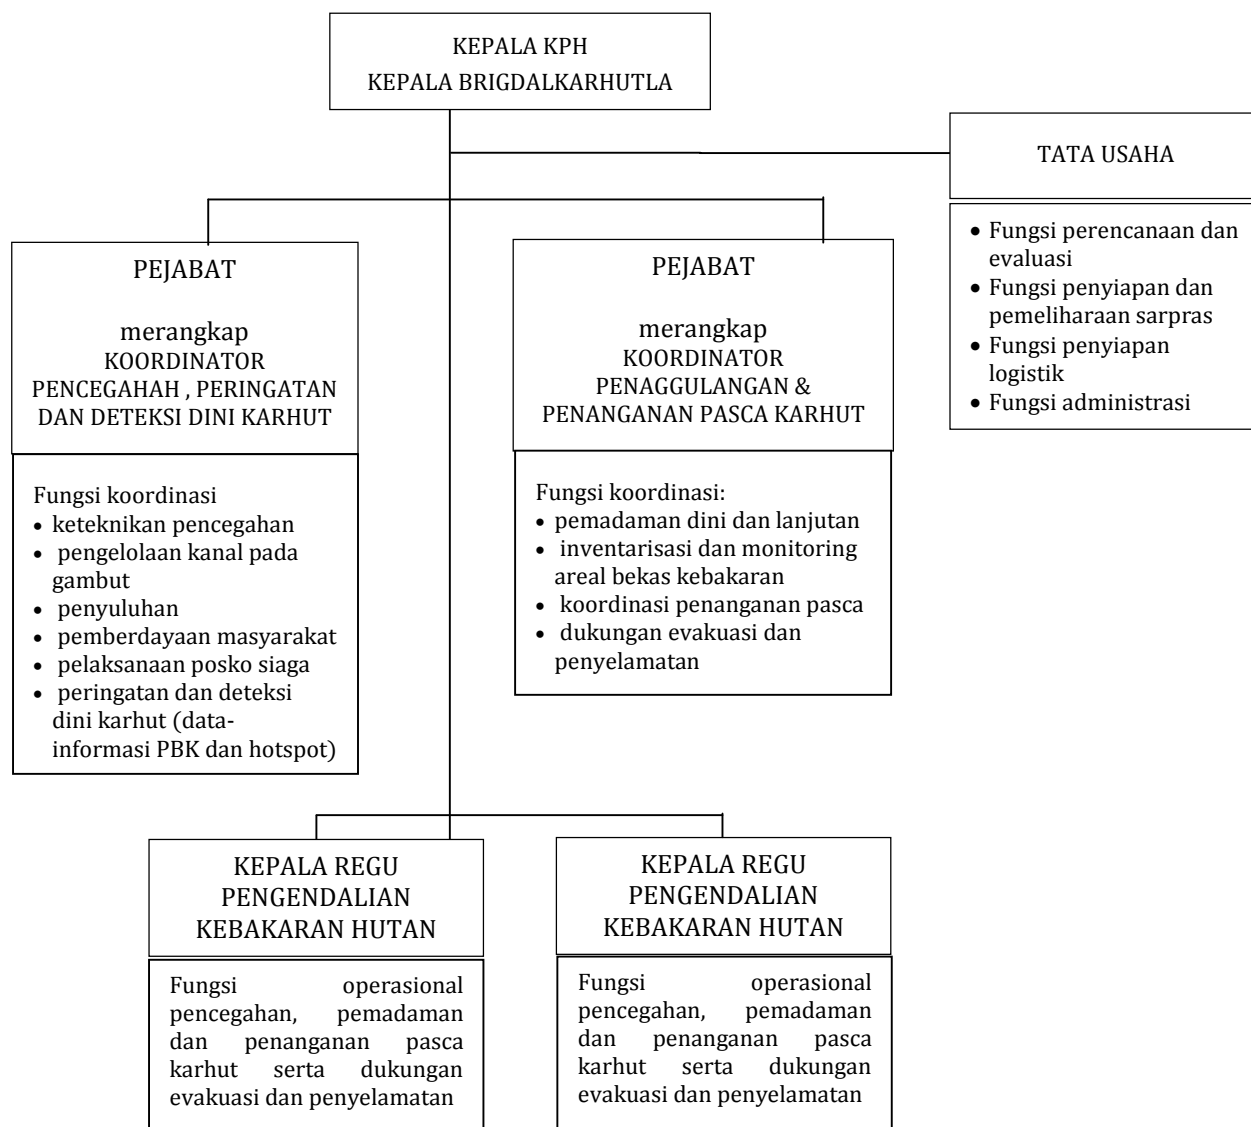 KEPALA KPH
KEPALA BRIGDALKARHUTLA
TATA USAHA
• Fungsi perencanaan dan
evaluasi
• Fungsi penyiapan dan
pemeliharaan sarpras
• Fungsi penyiapan
logistik
• Fungsi administrasi
PEJABAT
merangkap
KOORDINATOR
PENCEGAHAH , PERINGATAN
DAN DETEKSI DINI KARHUT
Fungsi koordinasi
• keteknikan pencegahan
• pengelolaan kanal pada
gambut
• penyuluhan
• pemberdayaan masyarakat
• pelaksanaan posko siaga
• peringatan dan deteksi
dini karhut (data-
informasi PBK dan hotspot)
PEJABAT
merangkap
KOORDINATOR
PENAGGULANGAN &
PENANGANAN PASCA KARHUT
Fungsi koordinasi:
• pemadaman dini dan lanjutan
• inventarisasi dan monitoring
areal bekas kebakaran
• koordinasi penanganan pasca
• dukungan evakuasi dan
penyelamatan
KEPALA REGU
PENGENDALIAN
KEBAKARAN HUTAN
Fungsi operasional
pencegahan, pemadaman
dan penanganan pasca
karhut serta dukungan
evakuasi dan penyelamatan
KEPALA REGU
PENGENDALIAN
KEBAKARAN HUTAN
Fungsi operasional
pencegahan, pemadaman
dan penanganan pasca
karhut serta dukungan
evakuasi dan penyelamatan